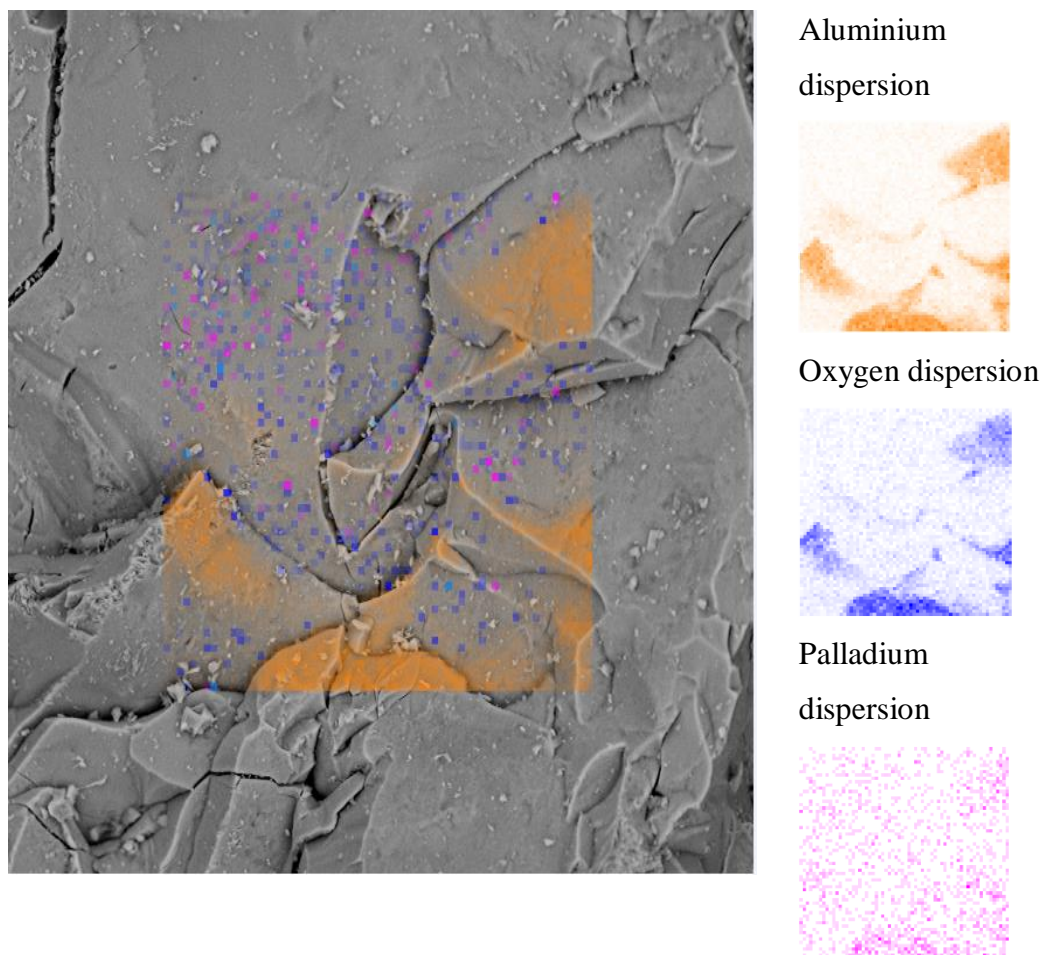 Aluminium
dispersion
Oxygen dispersion
Palladium
dispersion